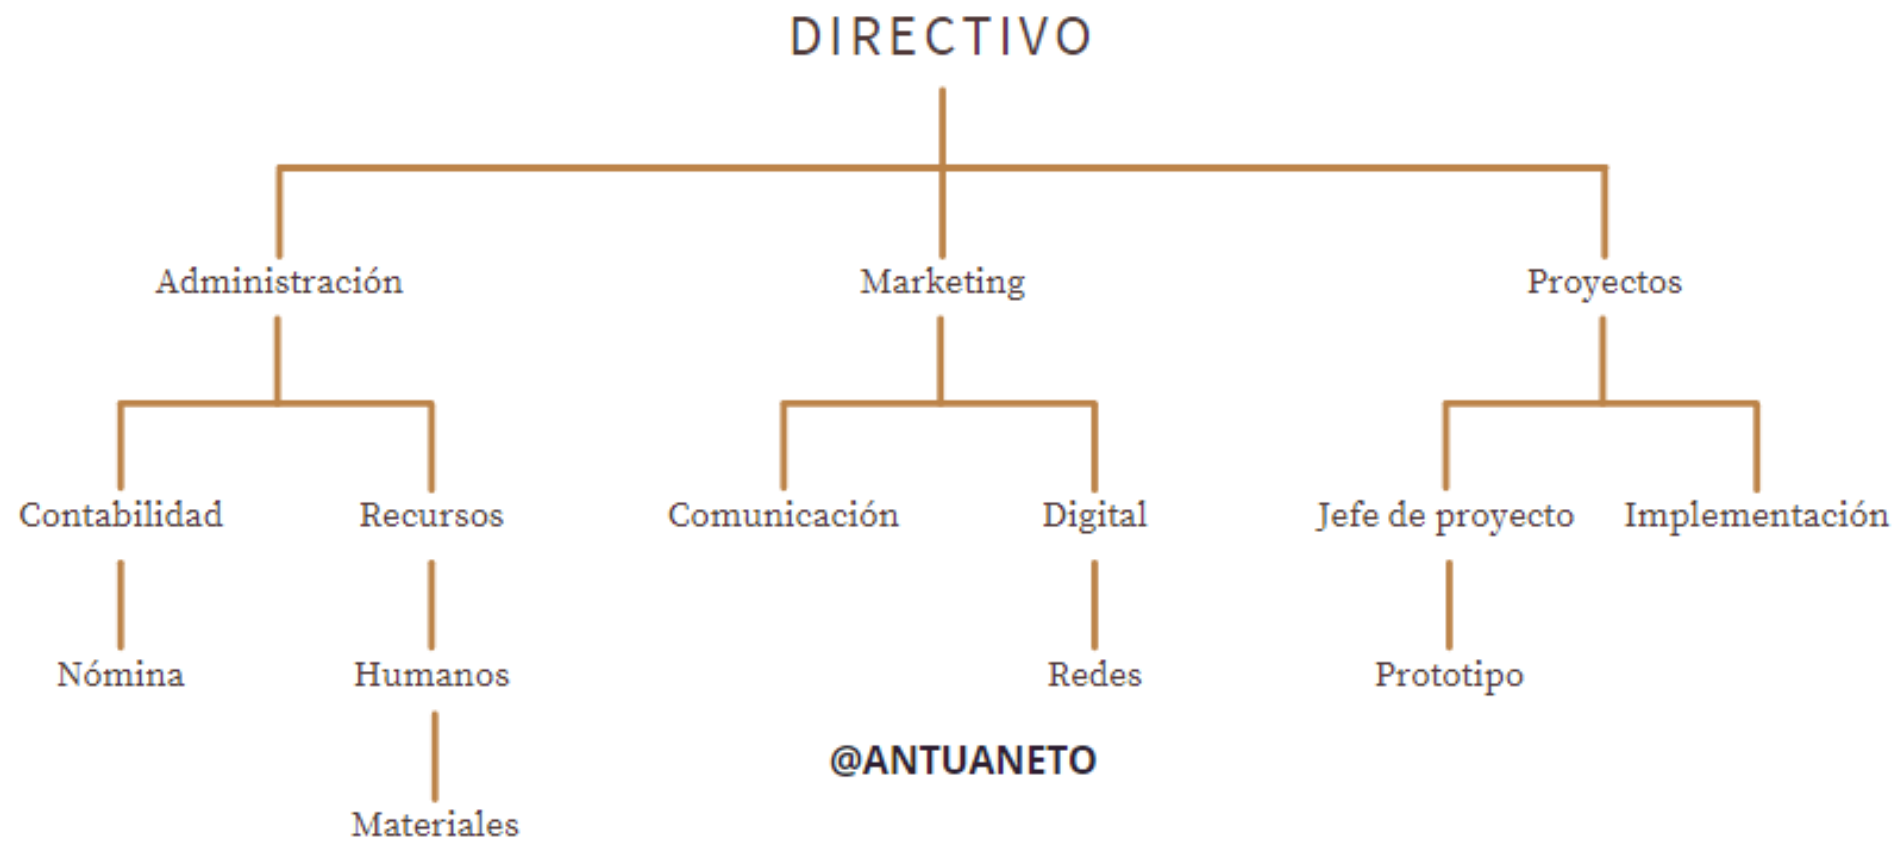 DIRECTIVO
Administración Marketing Proyectos
Contabilidad Recursos Comunicación Digital Jefe de proyecto Implementación
Nómina Humanos Redes Prototipo
@ANTUANETO
Materiales